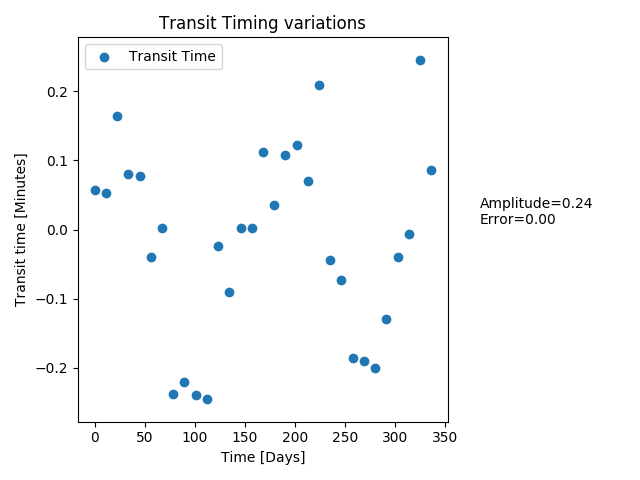 Transit Timing variations
Transit Time
Transit time [Minutes]
0.2
0.1
0.0
−0.1
−0.2
Amplitude=0.24
Error=0.00
0 50 100 150 200 250 300 350
Time [Days]